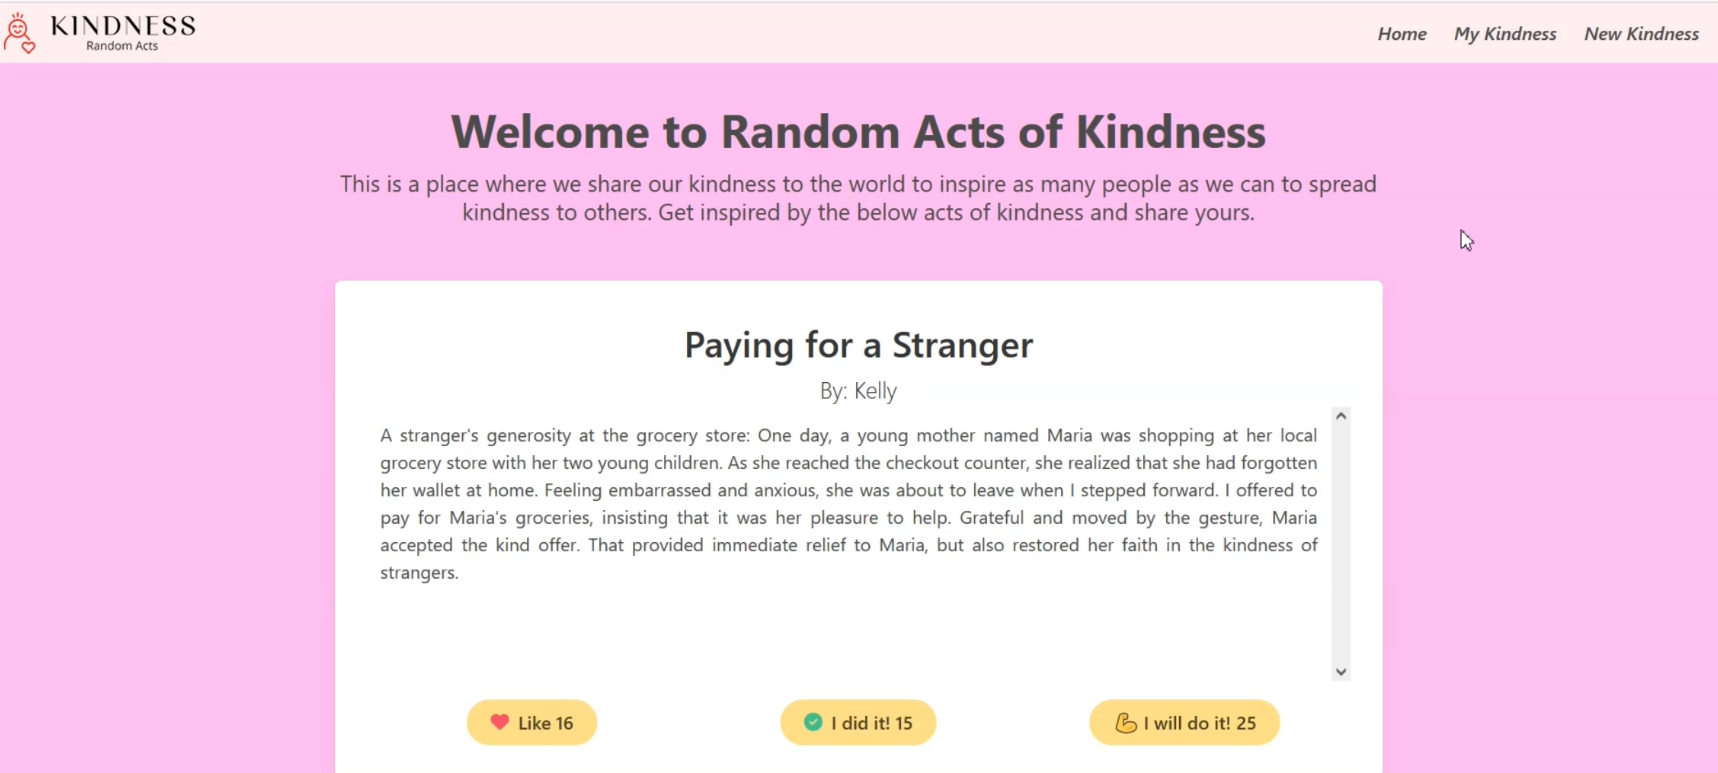 KINDNESS
Random Acts
Home My Kindness New Kindness
Welcome to Random Acts of Kindness
This is a place where we share our kindness to the world to inspire as many people as we can to spread
kindness to others. Get inspired by the below acts of kindness and share yours.
Paying for a Stranger
By: Kelly
A stranger's generosity at the grocery store: One day, a young mother named Maria was shopping at her local
grocery store with her two young children. As she reached the checkout counter, she realized that she had forgotten
her wallet at home. Feeling embarrassed and anxious, she was about to leave when I stepped forward. I offered to
pay for Maria's groceries, insisting that it was her pleasure to help. Grateful and moved by the gesture, Maria
accepted the kind offer. That provided immediate relief to Maria, but also restored her faith in the kindness of
strangers.
Like 16 I did it! 15 I will do it! 25